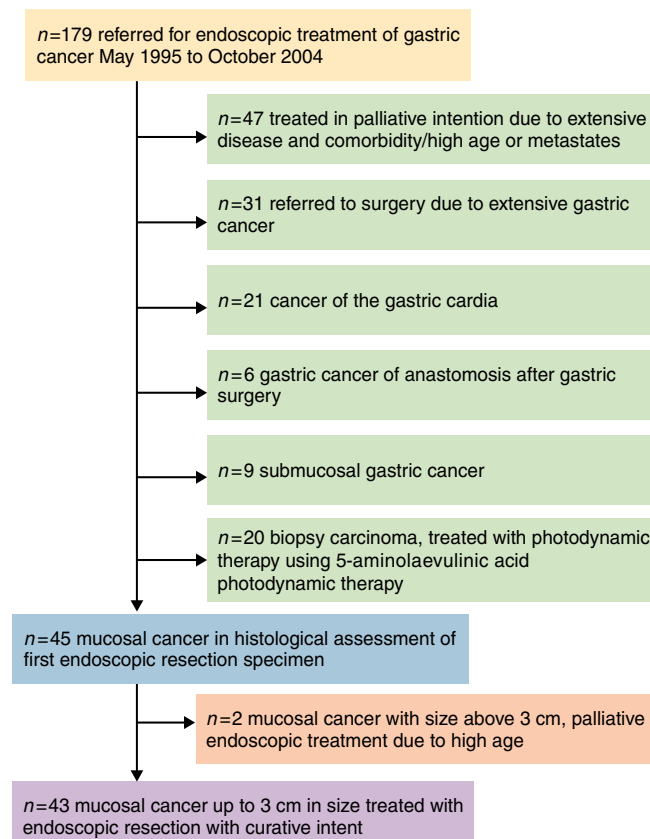 n=179 referred for endoscopic treatment of gastric
cancer May 1995 to October 2004
n=47 treated in palliative intention due to extensive
disease and comorbidity/high age or metastates
n=31 referred to surgery due to extensive gastric
cancer
n=21 cancer of the gastric cardia
n=6 gastric cancer of anastomosis after gastric
surgery
n=9 submucosal gastric cancer
n=20 biopsy carcinoma, treated with photodynamic
therapy using 5-aminolaevulinic acid
photodynamic therapy
n=45 mucosal cancer in histological assessment of
first endoscopic resection specimen
n=2 mucosal cancer with size above 3 cm, palliative
endoscopic treatment due to high age
n=43 mucosal cancer up to 3 cm in size treated with
endoscopic resection with curative intent